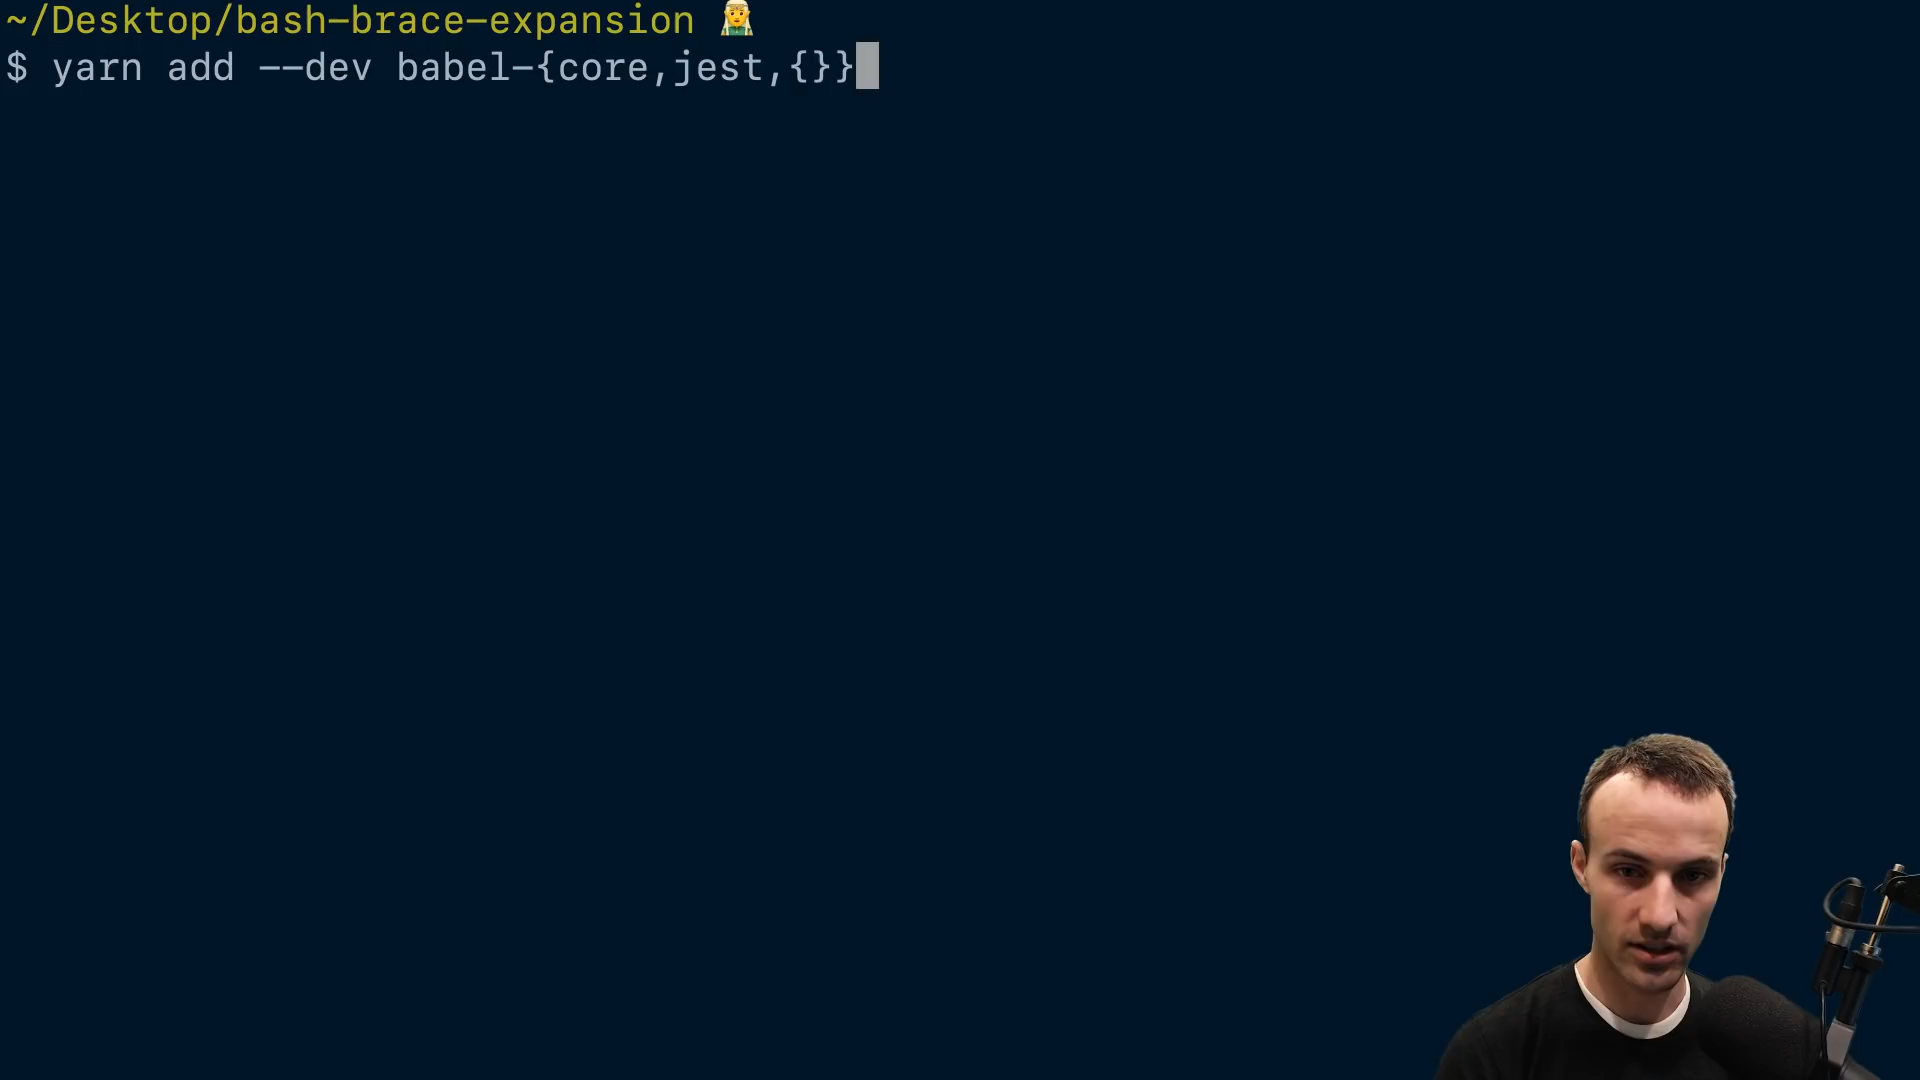 ~/Desktop/bash-brace-expansion 🧝
$ yarn add --dev babel-{core,jest,{}}